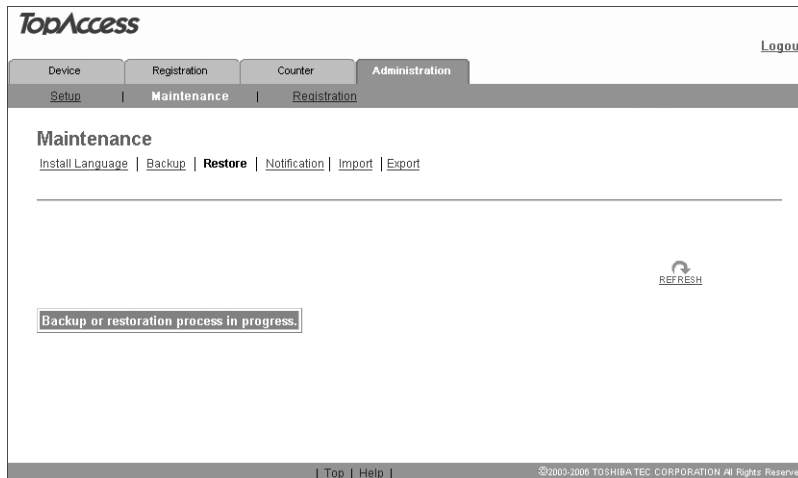 TopAccess
Logou
Device Registration Counter Administration
Setup | Maintenance | Registration
Maintenance
Install Language | Backup | Restore | Notification | Import | Export
REFRESH
Backup or restoration process in progress.
| Top | Help | ©2003-2006 TOSHIBA TEC CORPORATION All Rights Reserve